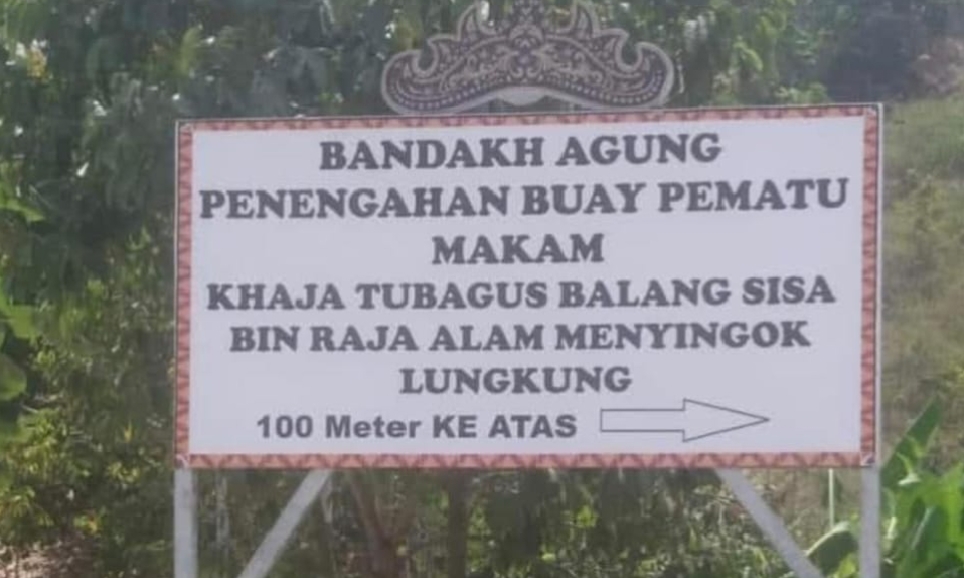 BANDAKH AGUNG
PENENGAHAN BUAY PEMATU
MAKAM
KHAJA TUBAGUS BALANG SISA
BIN RAJA ALAM MENYINGOK
LUNGKUNG
100 Meter KE ATAS